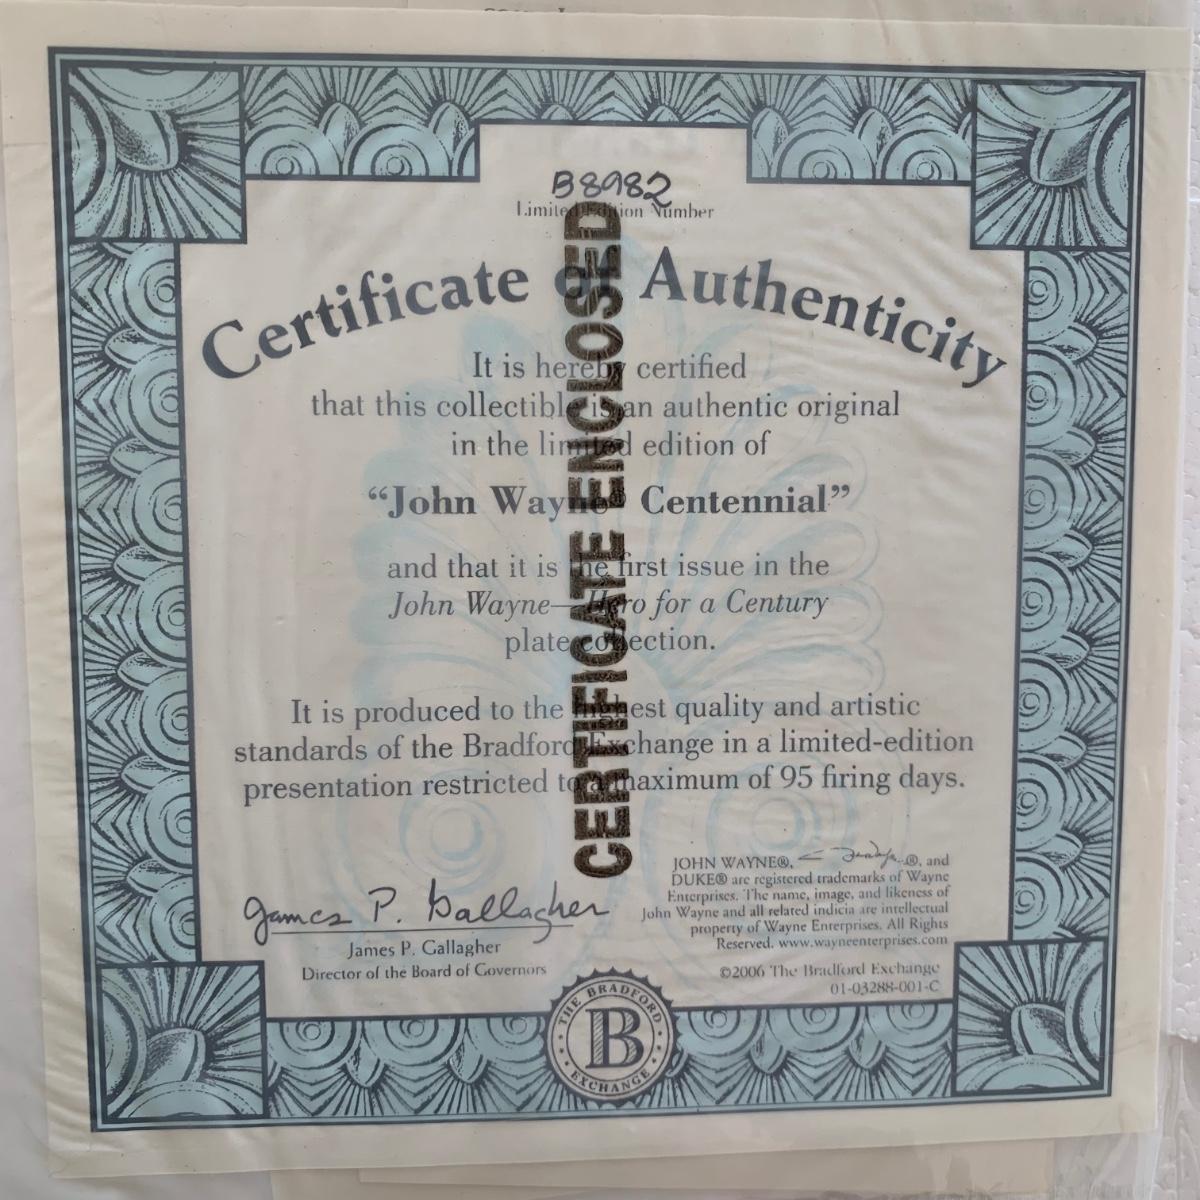 B8982
Limited Edition Number
Certificate of Authenticity
It is hereby certified
that this collectible is an authentic original
in the limited edition of
“John Wayne® Centennial”
and that it is the first issue in the
John Wayne—Hero for a Century
plate collection.
It is produced to the highest quality and artistic
standards of the Bradford Exchange in a limited-edition
presentation restricted to a maximum of 95 firing days.
CERTIFICATE ENCLOSED
James P. Gallagher
James P. Gallagher
Director of the Board of Governors
JOHN WAYNE®, ®, and
DUKE® are registered trademarks of Wayne
Enterprises. The name, image, and likeness of
John Wayne and all related indicia are intellectual
property of Wayne Enterprises. All Rights
Reserved. www.wayneenterprises.com
©2006 The Bradford Exchange
01-03288-001-C
THE BRADFORD
B
EXCHANGE